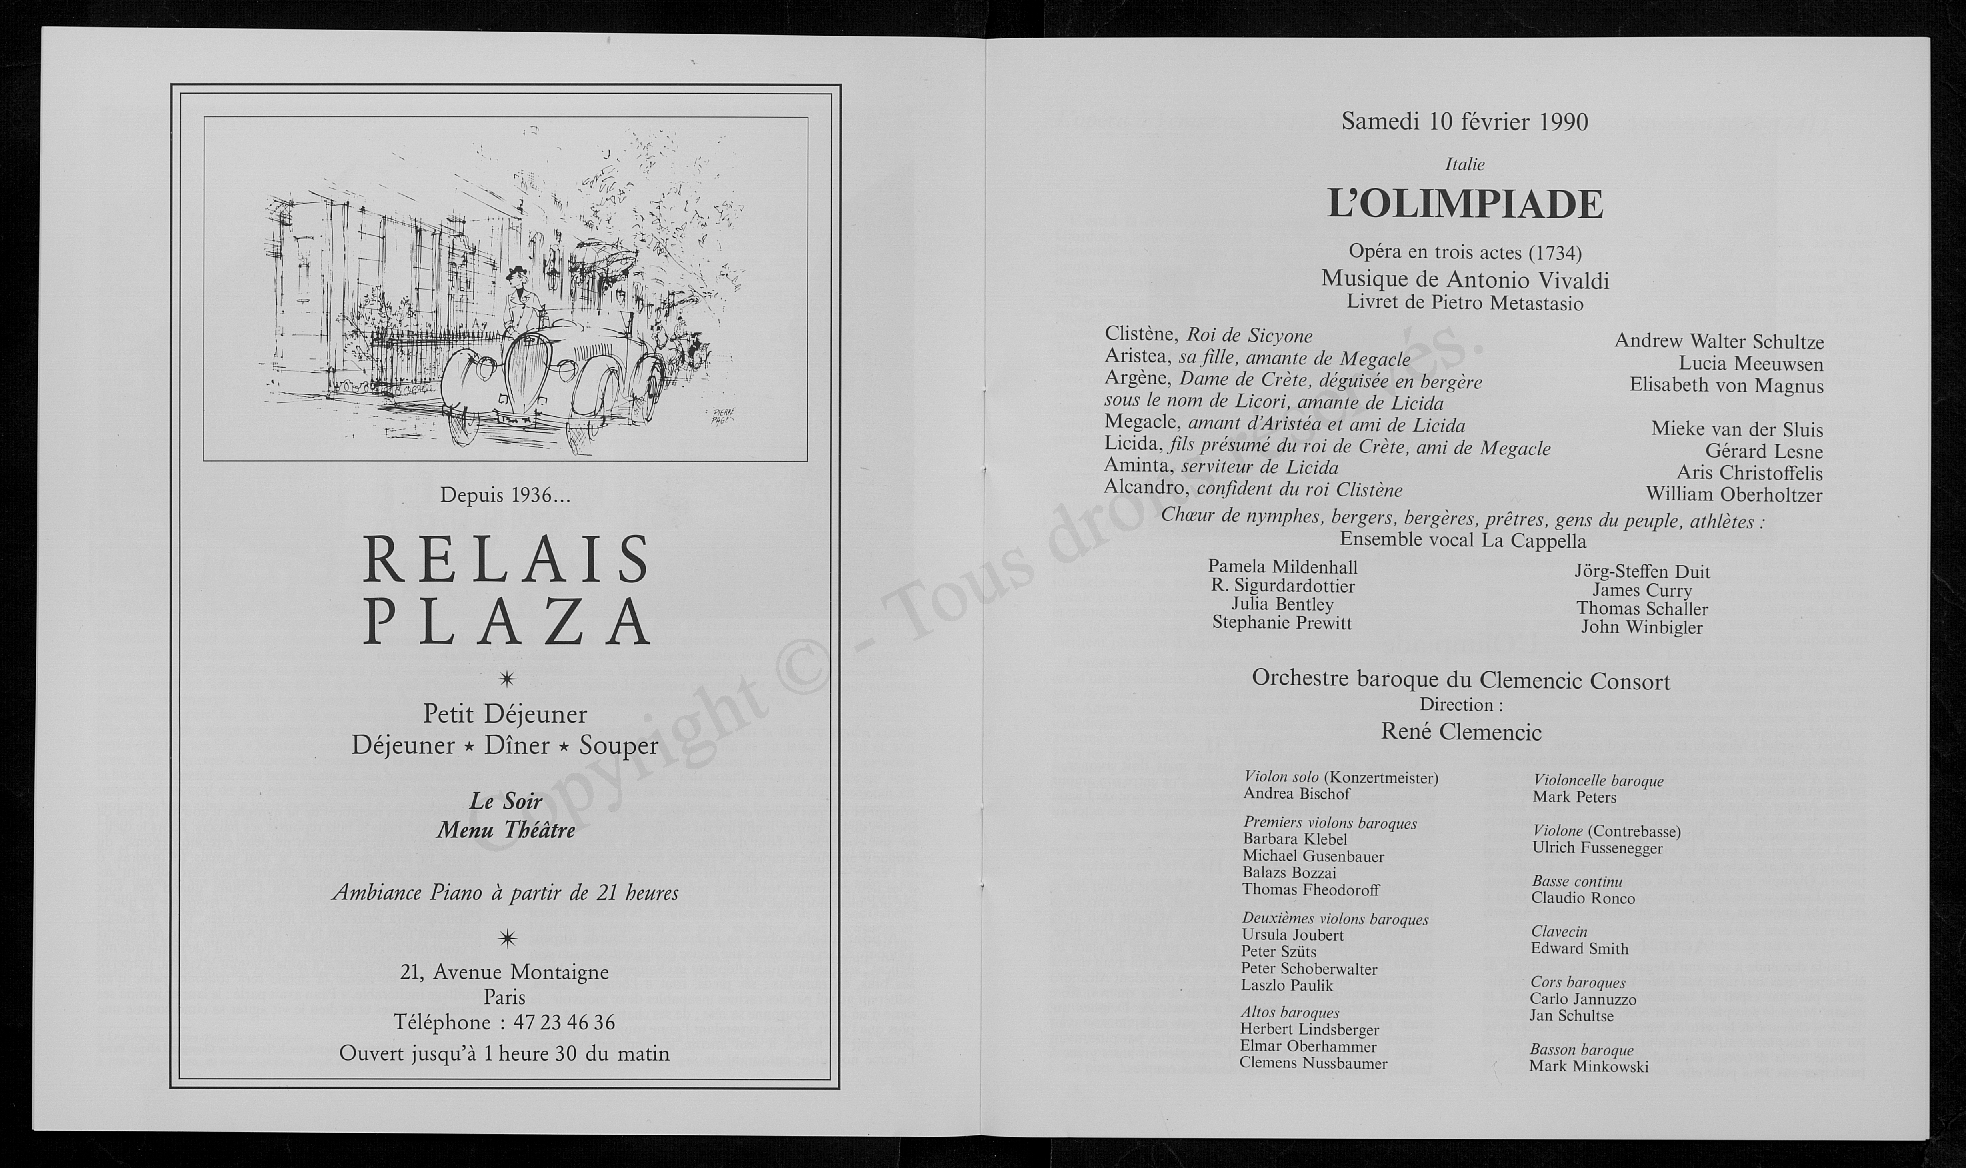 Depuis 1936...
RELAIS
PLAZA
Petit Déjeuner
Déjeuner ★ Dîner ★ Souper
Le Soir
Menu Théâtre
Ambiance Piano à partir de 21 heures
21, Avenue Montaigne
Paris
Téléphone : 47 23 46 36
Ouvert jusqu'à 1 heure 30 du matin
Samedi 10 février 1990
Italie
L'OLIMPIADE
Opéra en trois actes (1734)
Musique de Antonio Vivaldi
Livret de Pietro Metastasio
Clistène, Roi de Sicyone Andrew Walter Schultze
Aristea, sa fille, amante de Megacle Lucia Meeuwsen
Argène, Dame de Crète, déguisée en bergère Elisabeth von Magnus
sous le nom de Licori, amante de Licida
Megacle, amant d'Aristéa et ami de Licida Mieke van der Sluis
Licida, fils présumé du roi de Crète, ami de Megacle Gérard Lesne
Aminta, serviteur de Licida Aris Christoffelis
Alcandro, confident du roi Clistène William Oberholtzer
Chœur de nymphes, bergers, bergères, prêtres, gens du peuple, athlètes :
Ensemble vocal La Cappella
Pamela Mildenhall
R. Sigurdardottier
Julia Bentley
Stephanie Prewitt
Jörg-Steffen Duit
James Curry
Thomas Schaller
John Winbigler
Orchestre baroque du Clemencic Consort
Direction :
René Clemencic
Violon solo (Konzertmeister)
Andrea Bischof
Premiers violons baroques
Barbara Klebel
Michael Gusenbauer
Balazs Bozzai
Thomas Fheodoroff
Deuxièmes violons baroques
Ursula Joubert
Peter Szüts
Peter Schoberwalter
Laszlo Paulik
Altos baroques
Herbert Lindsberger
Elmar Oberhammer
Clemens Nussbaumer
Violoncelle baroque
Mark Peters
Violone (Contrebasse)
Ulrich Fussenegger
Basse continu
Claudio Ronco
Clavecin
Edward Smith
Cors baroques
Carlo Jannuzzo
Jan Schultse
Basson baroque
Mark Minkowski
Copyright © - Tous droits réservés.